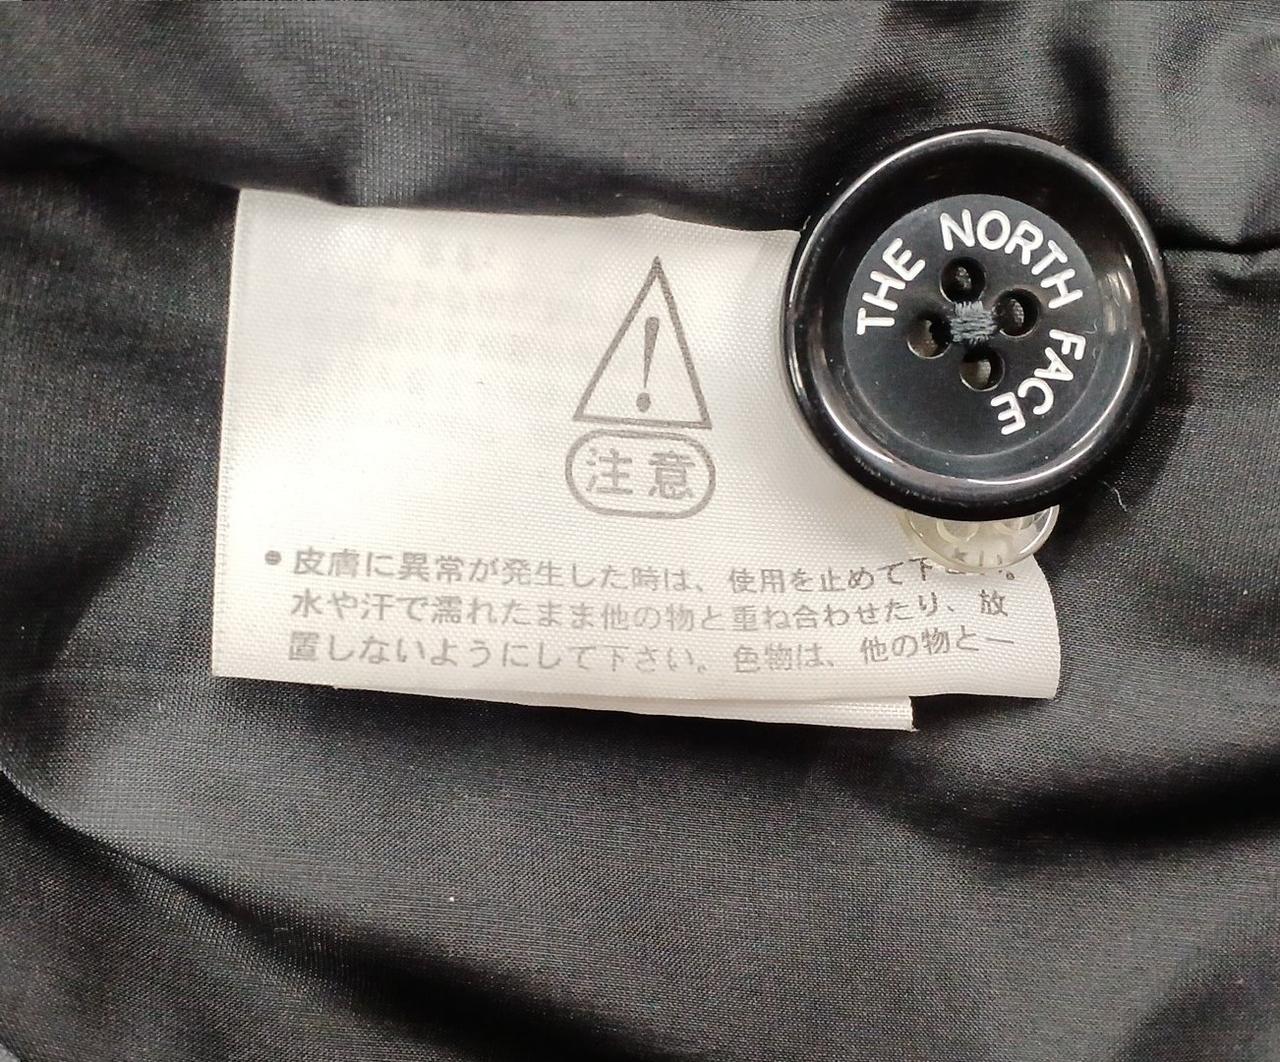 THE NORTH FACE
注意
● 皮膚に異常が発生した時は、使用を止めて下さい。
水や汗で濡れたまま他の物と重ね合わせたり、放
置しないようにして下さい。色物は、他の物と一